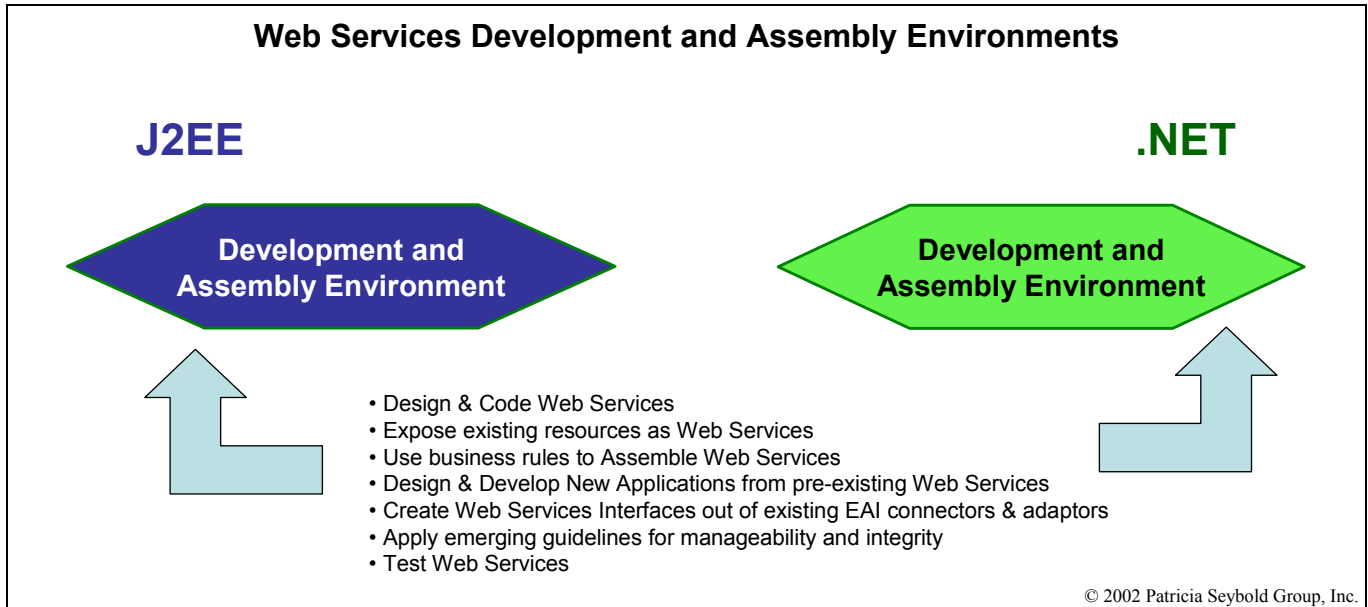 Web Services Development and Assembly Environments
J2EE
.NET
Development and
Assembly Environment
Development and
Assembly Environment
• Design & Code Web Services
• Expose existing resources as Web Services
• Use business rules to Assemble Web Services
• Design & Develop New Applications from pre-existing Web Services
• Create Web Services Interfaces out of existing EAI connectors & adaptors
• Apply emerging guidelines for manageability and integrity
• Test Web Services
© 2002 Patricia Seybold Group, Inc.